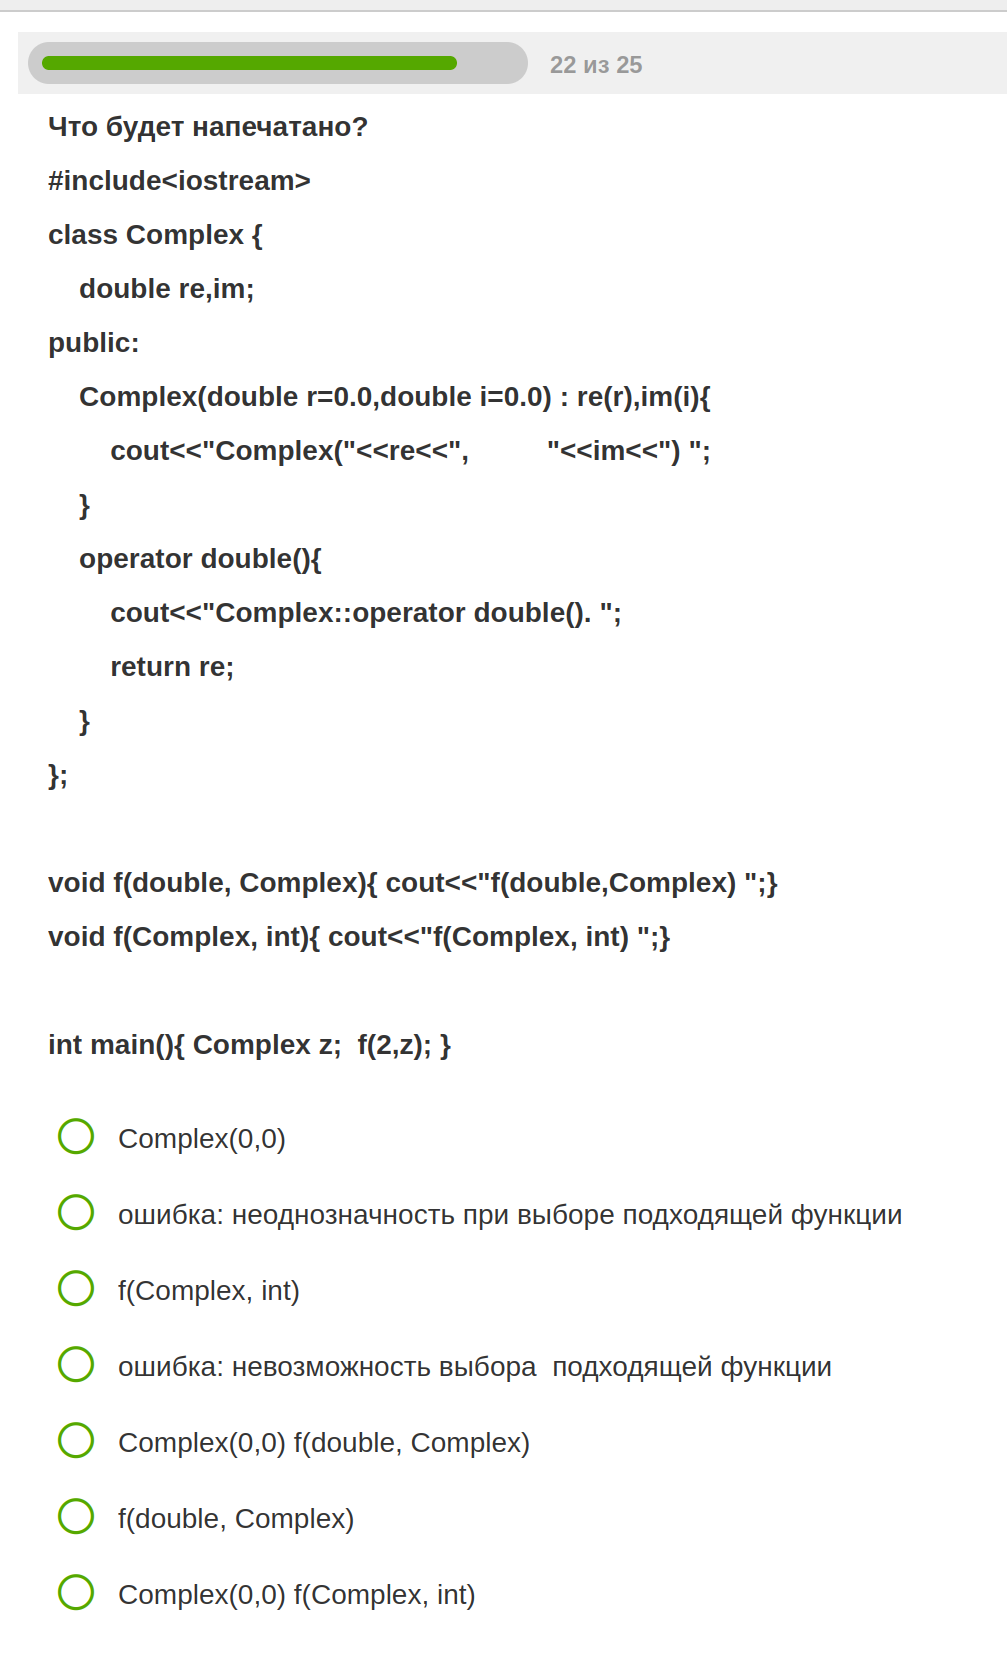 22 из 25
Что будет напечатано?
#include<iostream>
class Complex {
    double re,im;
public:
    Complex(double r=0.0,double i=0.0) : re(r),im(i){
        cout<<"Complex("<<re<<",          "<<im<<") ";
    }
    operator double(){
        cout<<"Complex::operator double(). ";
        return re;
    }
};
void f(double, Complex){ cout<<"f(double,Complex) ";}
void f(Complex, int){ cout<<"f(Complex, int) ";}
int main(){ Complex z;  f(2,z); }
Complex(0,0)
ошибка: неоднозначность при выборе подходящей функции
f(Complex, int)
ошибка: невозможность выбора  подходящей функции
Complex(0,0) f(double, Complex)
f(double, Complex)
Complex(0,0) f(Complex, int)